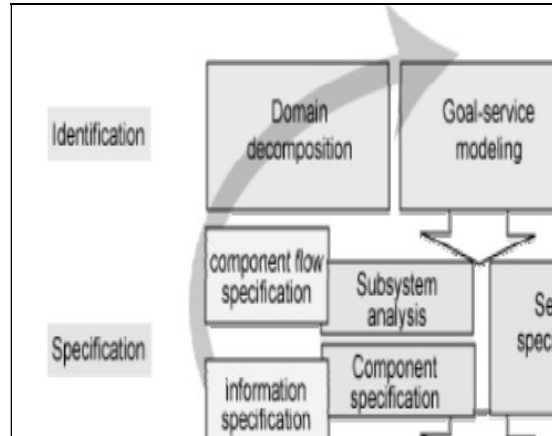 Identification
Domain
decomposition
Goal-service
modeling
component flow
specification
Subsystem
analysis
Specification
Component
specification
information
specification